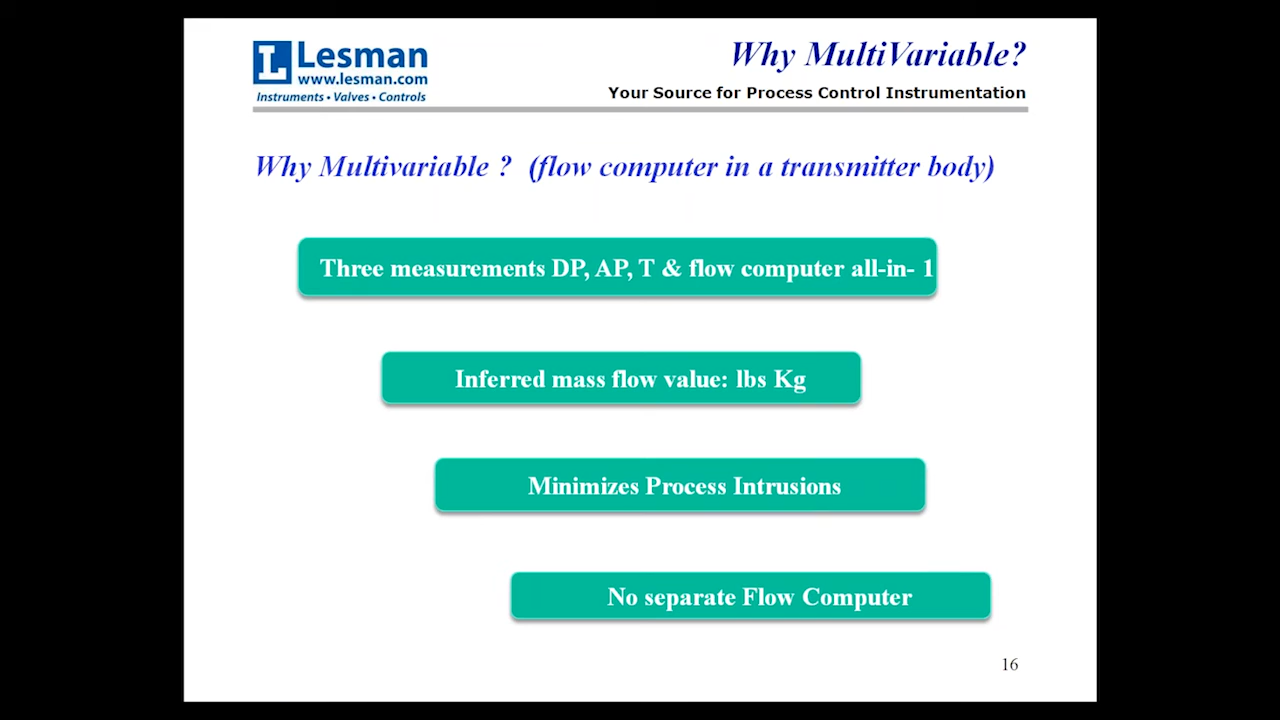 Lesman
www.lesman.com
Instruments • Valves • Controls
Why MultiVariable?
Your Source for Process Control Instrumentation
Why Multivariable ? (flow computer in a transmitter body)
Three measurements DP, AP, T & flow computer all-in- 1
Inferred mass flow value: lbs Kg
Minimizes Process Intrusions
No separate Flow Computer
16